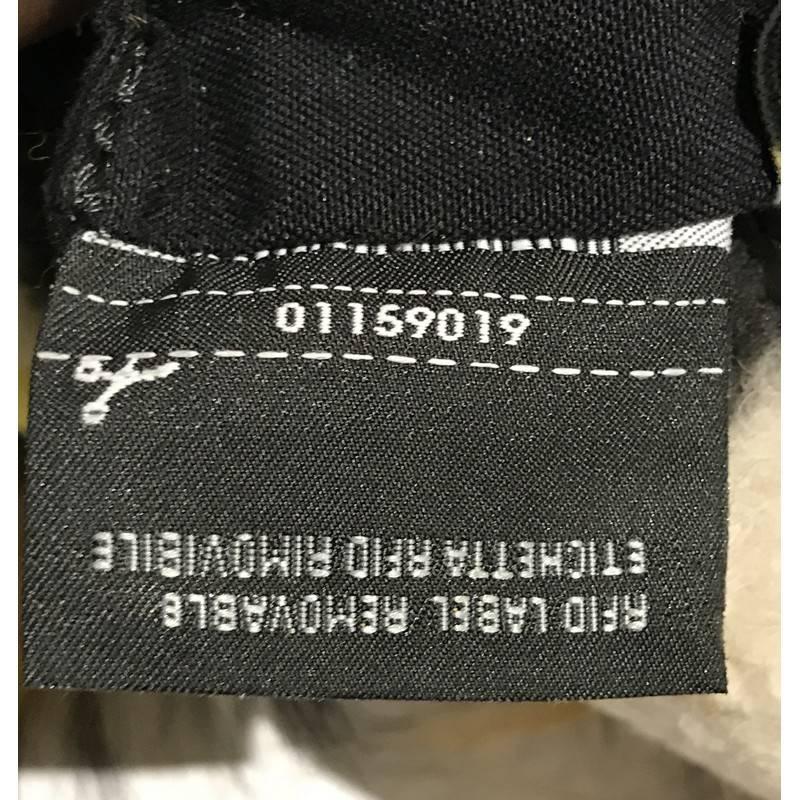 01159019
RFID LABEL REMOVABLE
ETICHETTA RFID RIMOVIBILE